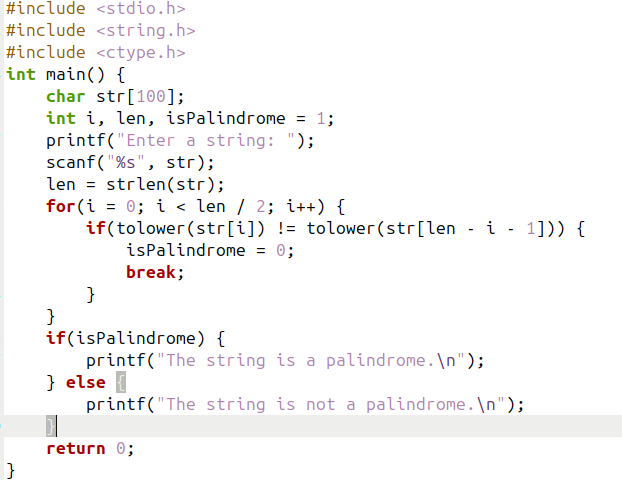 #include <stdio.h>
#include <string.h>
#include <ctype.h>
int main() {
    char str[100];
    int i, len, isPalindrome = 1;
    printf("Enter a string: ");
    scanf("%s", str);
    len = strlen(str);
    for(i = 0; i < len / 2; i++) {
        if(tolower(str[i]) != tolower(str[len - i - 1])) {
            isPalindrome = 0;
            break;
        }
    }
    if(isPalindrome) {
        printf("The string is a palindrome.\n");
    } else {
        printf("The string is not a palindrome.\n");
    }
    return 0;
}